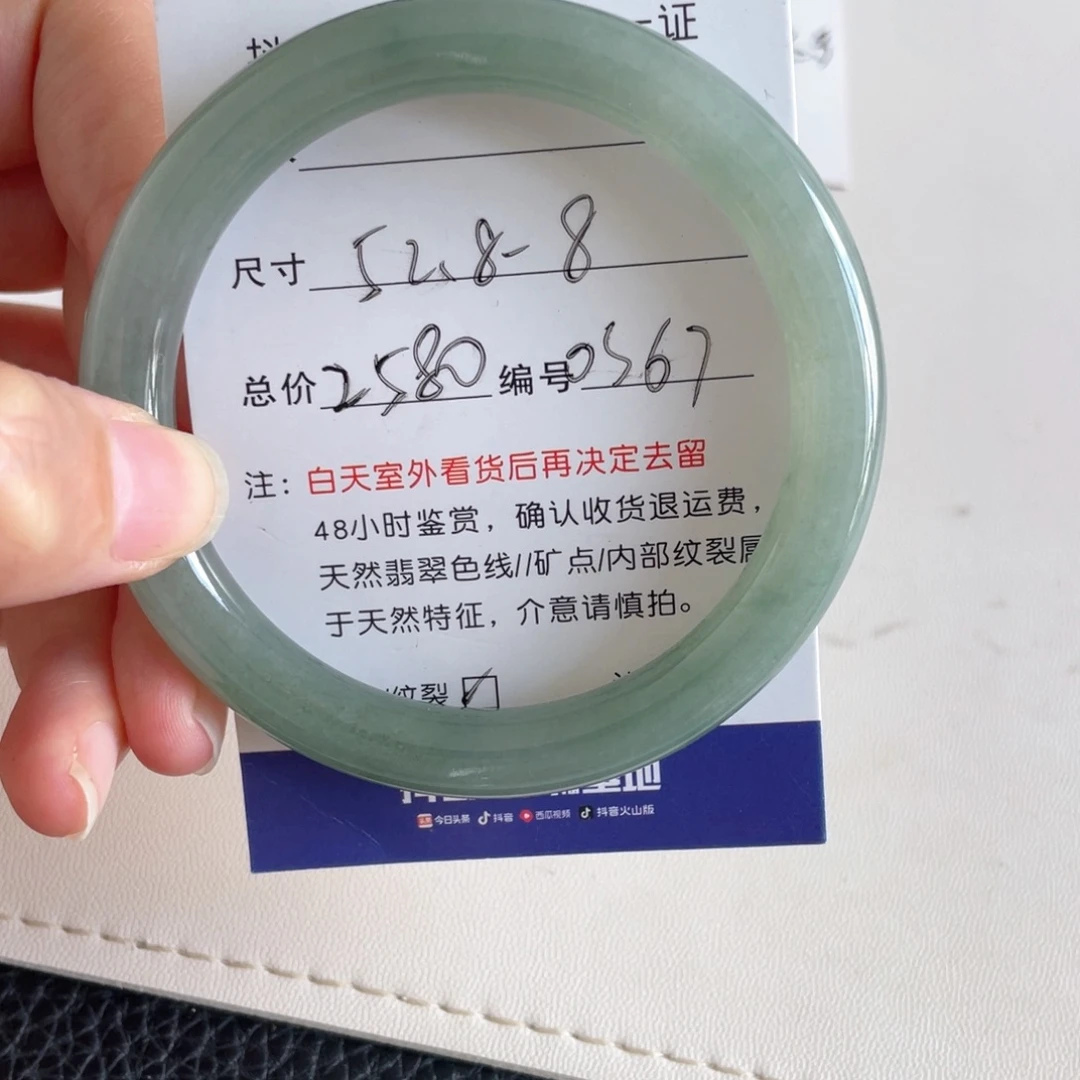 证
尺寸 52.8-8
总价 2580 编号 0567
注：白天室外看货后再决定去留
48小时鉴赏，确认收货退运费，
天然翡翠色线//矿点/内部纹裂属
于天然特征，介意请慎拍。
纹裂
今日头条 抖音 西瓜视频 抖音火山版